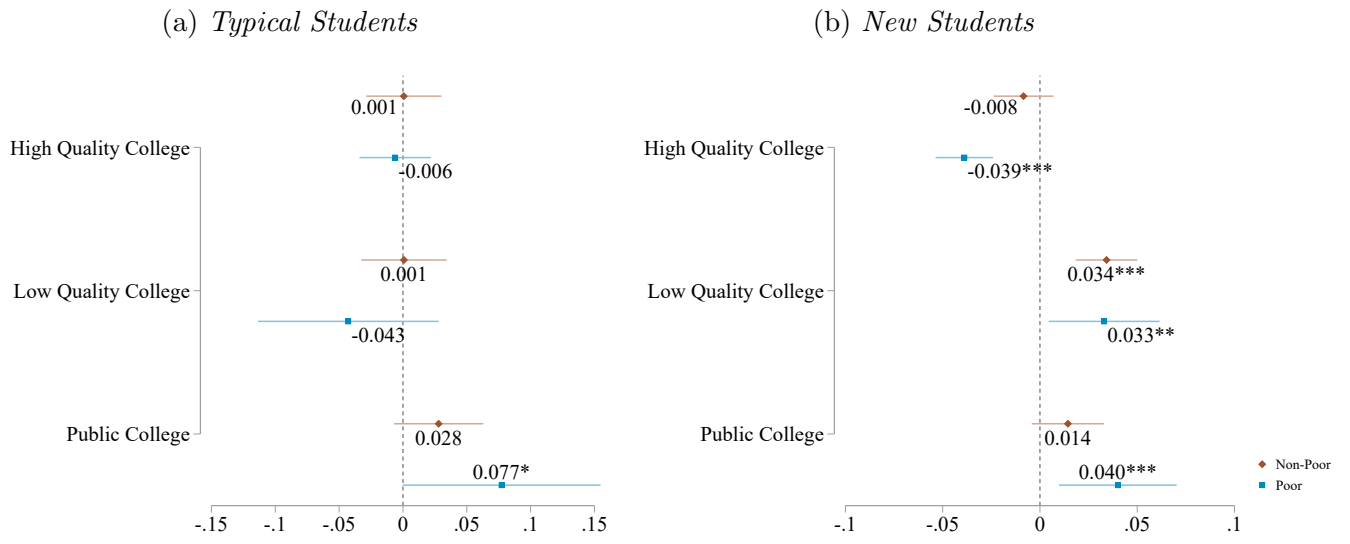 (a) Typical Students
0.001
High Quality College
-0.006
0.001
Low Quality College
-0.043
0.028
Public College
0.077*
-.15 -.1 -.05 0 .05 .1 .15
(b) New Students
-0.008
High Quality College
-0.039***
0.034***
Low Quality College
0.033**
0.014
Public College
0.040***
-.1 -.05 0 .05 .1
Non-Poor
Poor